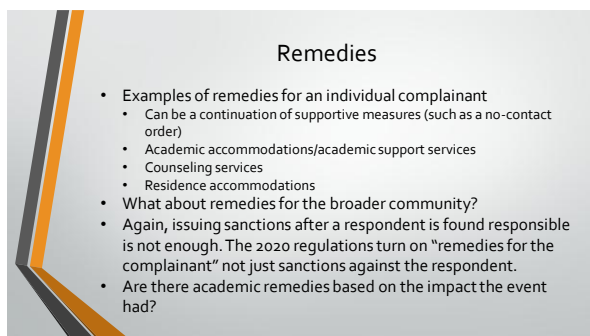 Remedies
• Examples of remedies for an individual complainant
• Can be a continuation of supportive measures (such as a no-contact
order)
• Academic accommodations/academic support services
• Counseling services
• Residence accommodations
• What about remedies for the broader community?
• Again, issuing sanctions after a respondent is found responsible
is not enough. The 2020 regulations turn on “remedies for the
complainant” not just sanctions against the respondent.
• Are there academic remedies based on the impact the event
had?